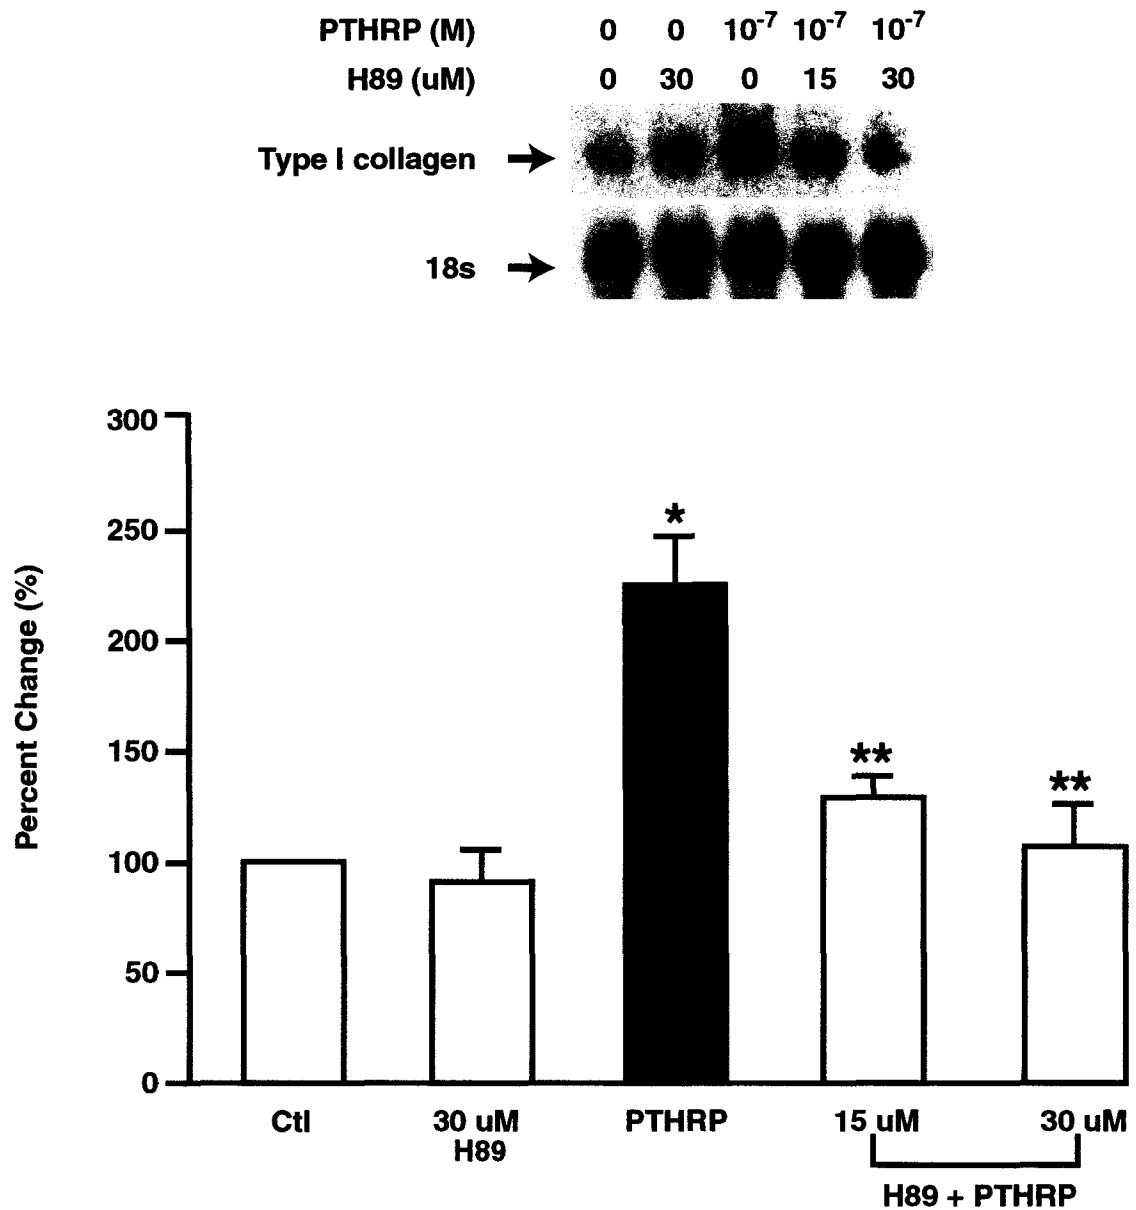 PTHRP (M) 0 0 10⁻⁷ 10⁻⁷ 10⁻⁷
H89 (uM) 0 30 0 15 30
Type I collagen
18s
300
250
200
150
100
50
0
Percent Change (%)
*
**
**
Ctl 30 uM PTHRP 15 uM 30 uM
H89
H89 + PTHRP